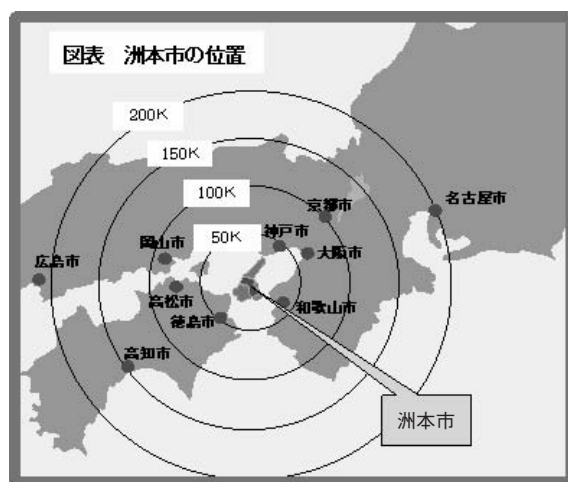 図表　洲本市の位置
200K
150K
100K
50K
京都市
名古屋市
神戸市
岡山市
大阪市
広島市
高松市
和歌山市
徳島市
高知市
洲本市